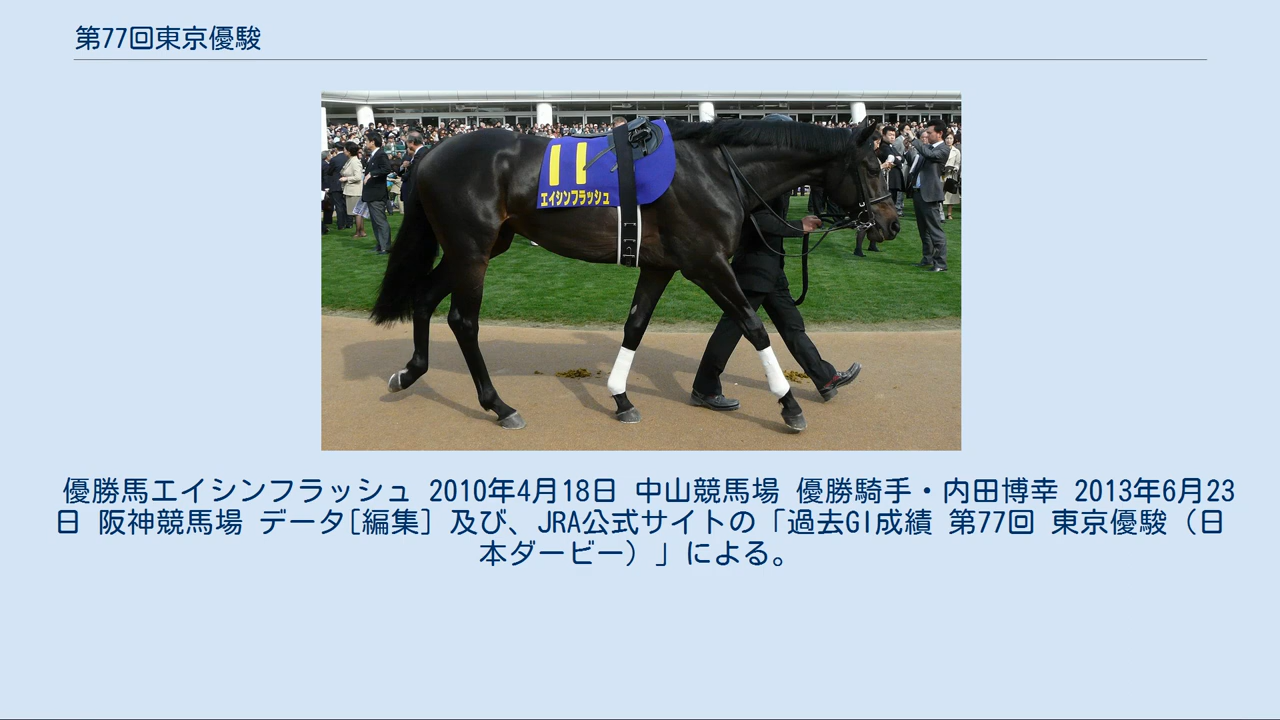 第77回東京優駿
11
エイシンフラッシュ
優勝馬エイシンフラッシュ 2010年4月18日 中山競馬場 優勝騎手・内田博幸 2013年6月23
日 阪神競馬場 データ[編集] 及び、JRA公式サイトの「過去GI成績 第77回 東京優駿（日
本ダービー）」による。